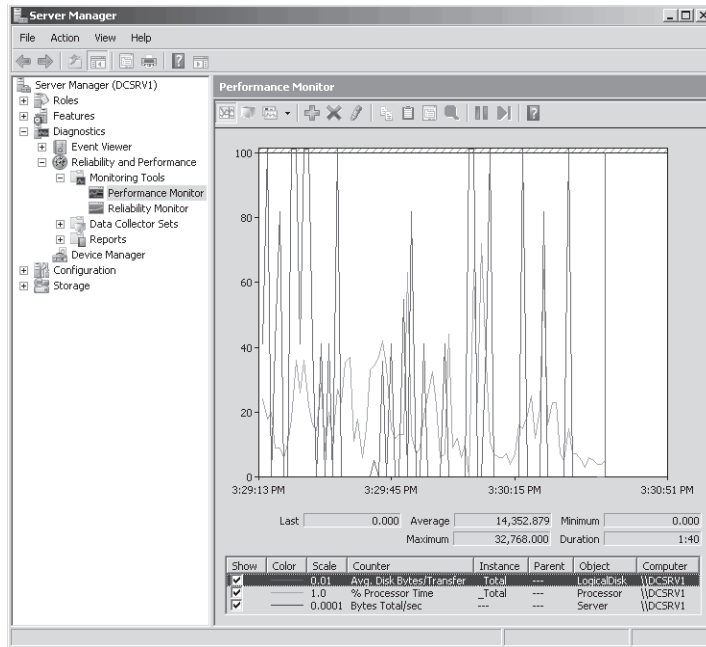 Server Manager
File Action View Help
Server Manager (DCSRV1)
Roles
Features
Diagnostics
Event Viewer
Reliability and Performance
Monitoring Tools
Performance Monitor
Reliability Monitor
Data Collector Sets
Reports
Device Manager
Configuration
Storage
Performance Monitor
100
80
60
40
20
0
3:29:13 PM 3:29:45 PM 3:30:15 PM 3:30:51 PM
Last 0.000 Average 14,352.879 Minimum 0.000
Maximum 32,768.000 Duration 1:40
Show Color Scale Counter Instance Parent Object Computer
0.01 Avg. Disk Bytes/Transfer _Total --- LogicalDisk \\DCSRV1
1.0 % Processor Time _Total --- Processor \\DCSRV1
0.0001 Bytes Total/sec --- --- Server \\DCSRV1